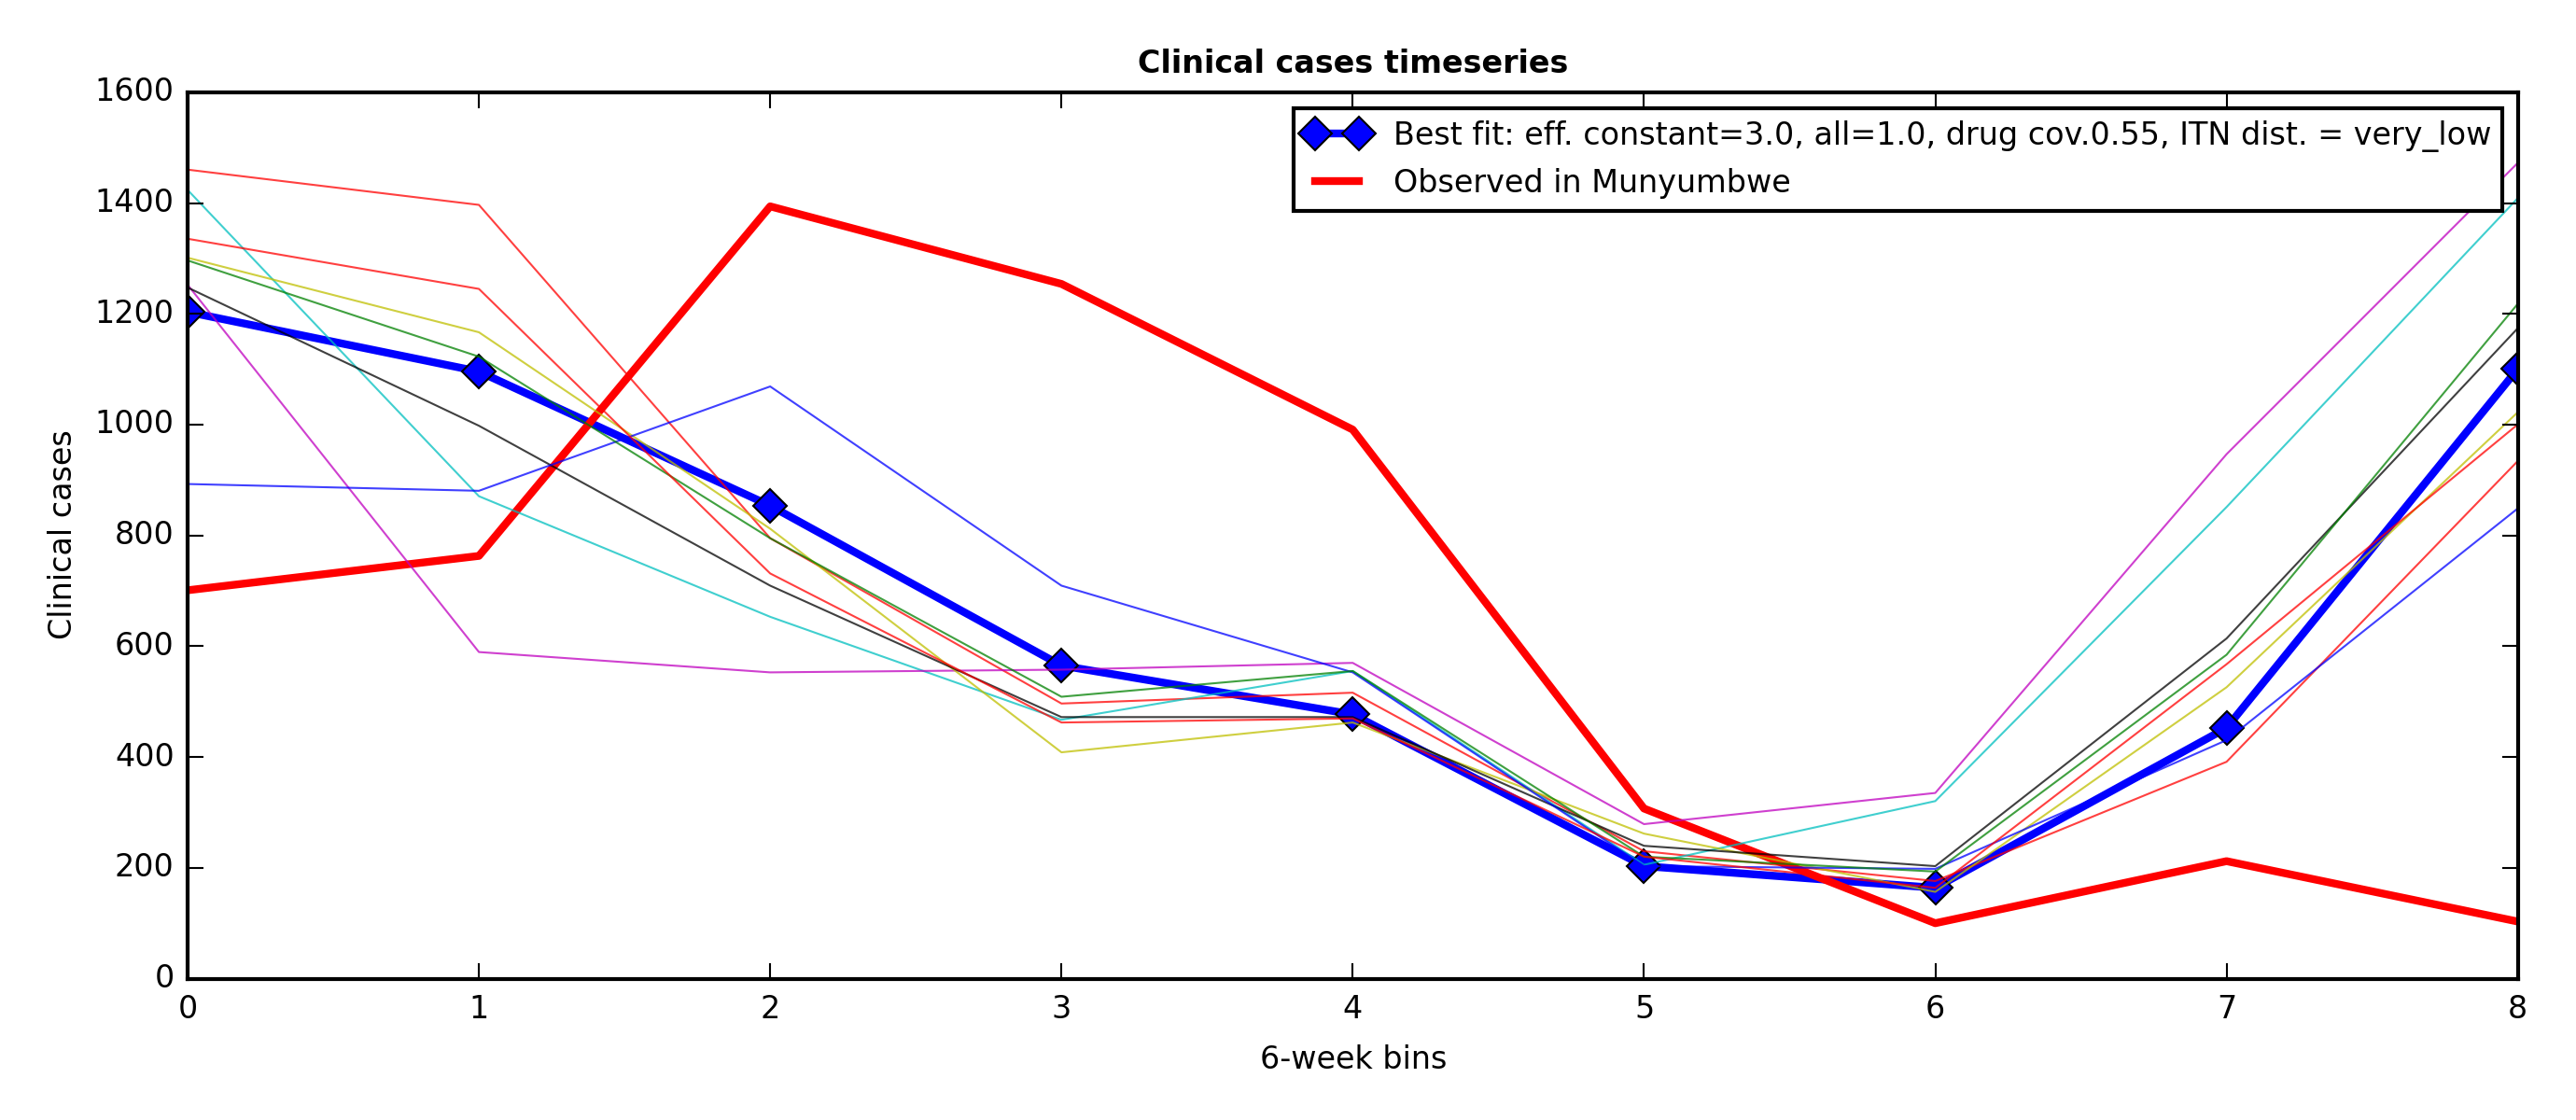 Clinical cases timeseries
1600
1400
1200
1000
800
600
400
200
0
Clinical cases
Best fit: eff. constant=3.0, all=1.0, drug cov.0.55, ITN dist. = very_low
Observed in Munyumbwe
0 1 2 3 4 5 6 7 8
6-week bins